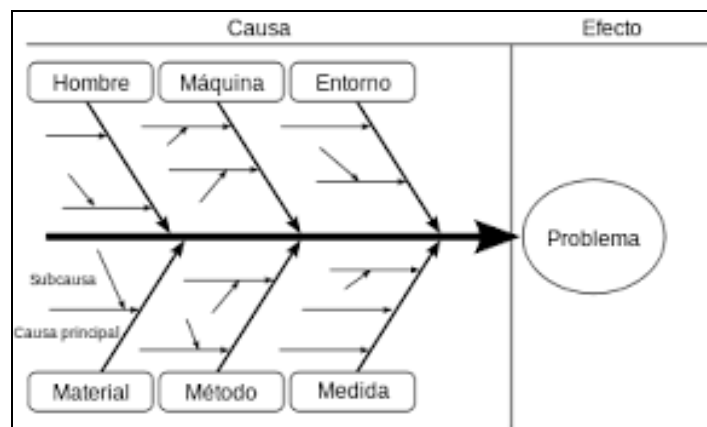 Causa
Efecto
Hombre
Máquina
Entorno
Problema
Subcausa
Causa principal
Material
Método
Medida